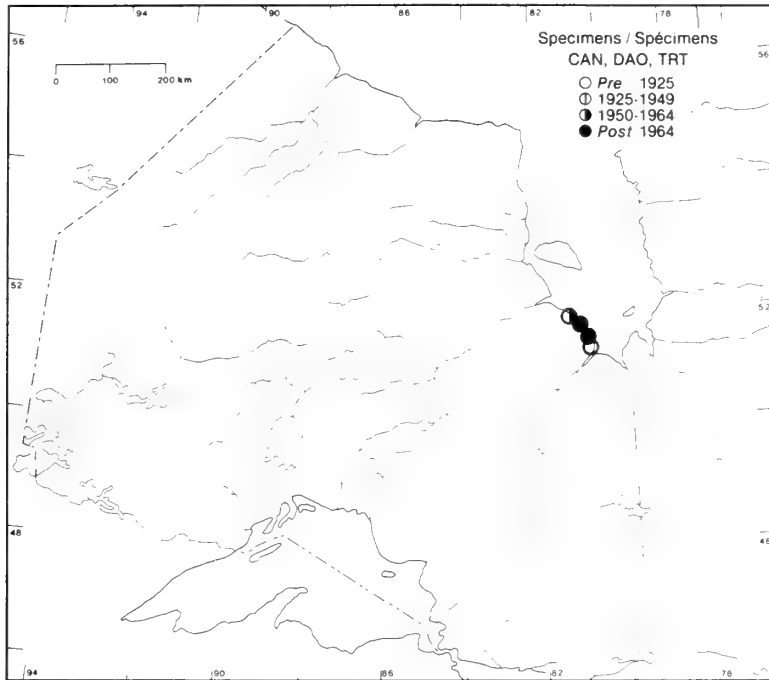 94 90 86 82 78
56 56
Specimens / Spécimens
CAN, DAO, TRT
Pre 1925
1925-1949
1950-1964
Post 1964
0 100 200 km
52 52
48 48
94 90 86 82 78